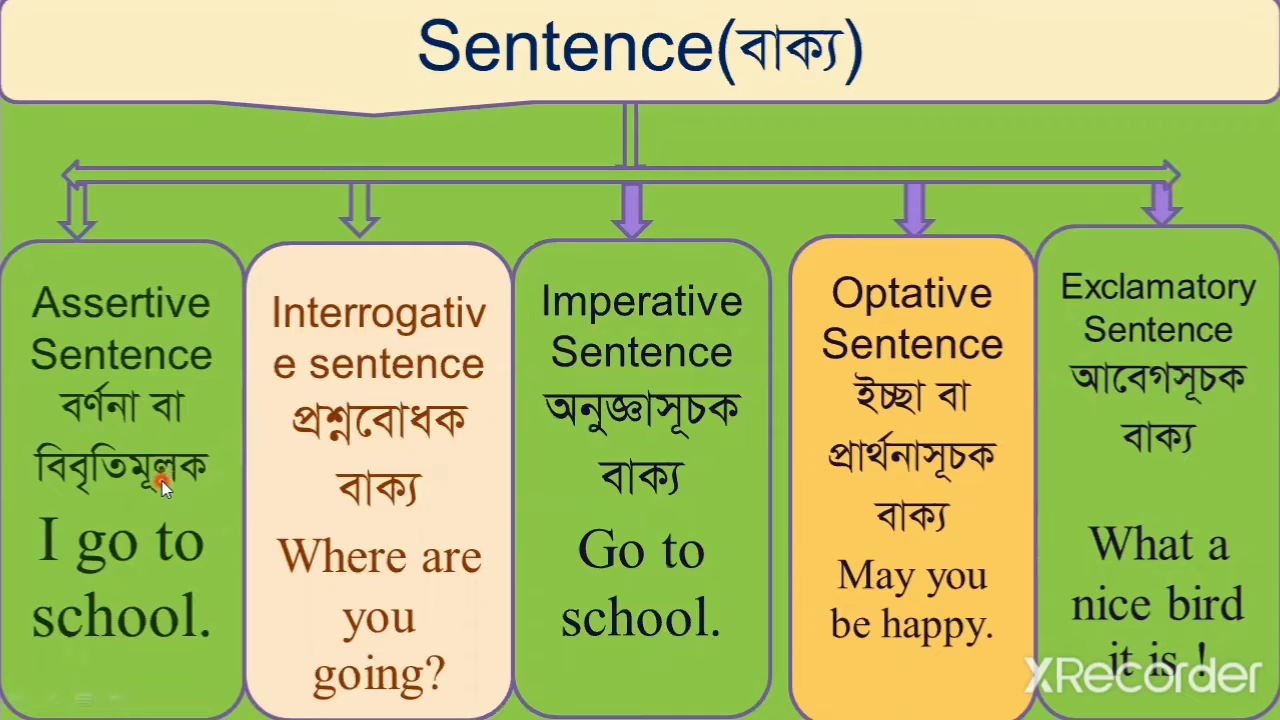 Sentence(বাক্য)
Assertive
Sentence
বর্ণনা বা
বিবৃতিমূলক
I go to
school.
Interrogativ
e sentence
প্রশ্নবোধক
বাক্য
Where are
you
going?
Imperative
Sentence
অনুজ্ঞাসূচক
বাক্য
Go to
school.
Optative
Sentence
ইচ্ছা বা
প্রার্থনাসূচক
বাক্য
May you
be happy.
Exclamatory
Sentence
আবেগসূচক
বাক্য
What a
nice bird
it is !
XRecorder